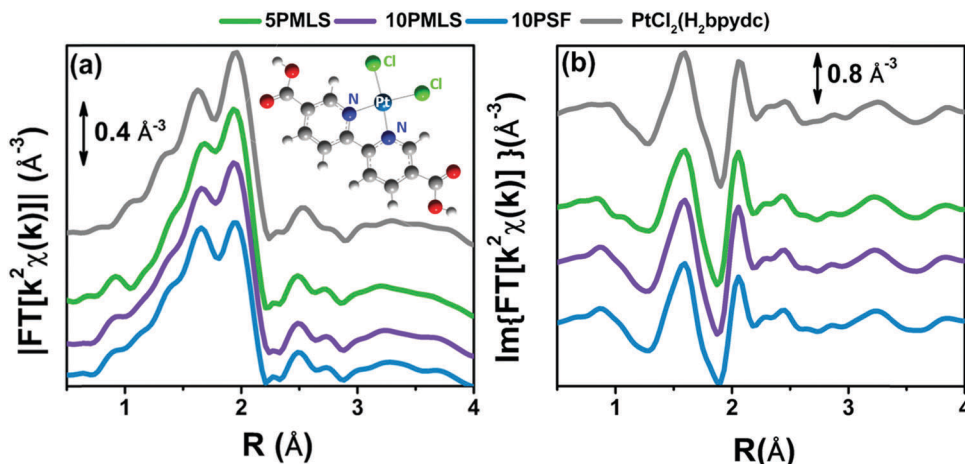 5PMLS 10PMLS 10PSF PtCl₂(H₂bpydc)
(a)
0.4 Å⁻³
Cl
Cl
N
Pt
N
|FT[k²χ(k)]| (Å⁻³)
1 2 3 4
R (Å)
(b)
0.8 Å⁻³
Im{FT[k²χ(k)] }(Å⁻³)
1 2 3 4
R(Å)